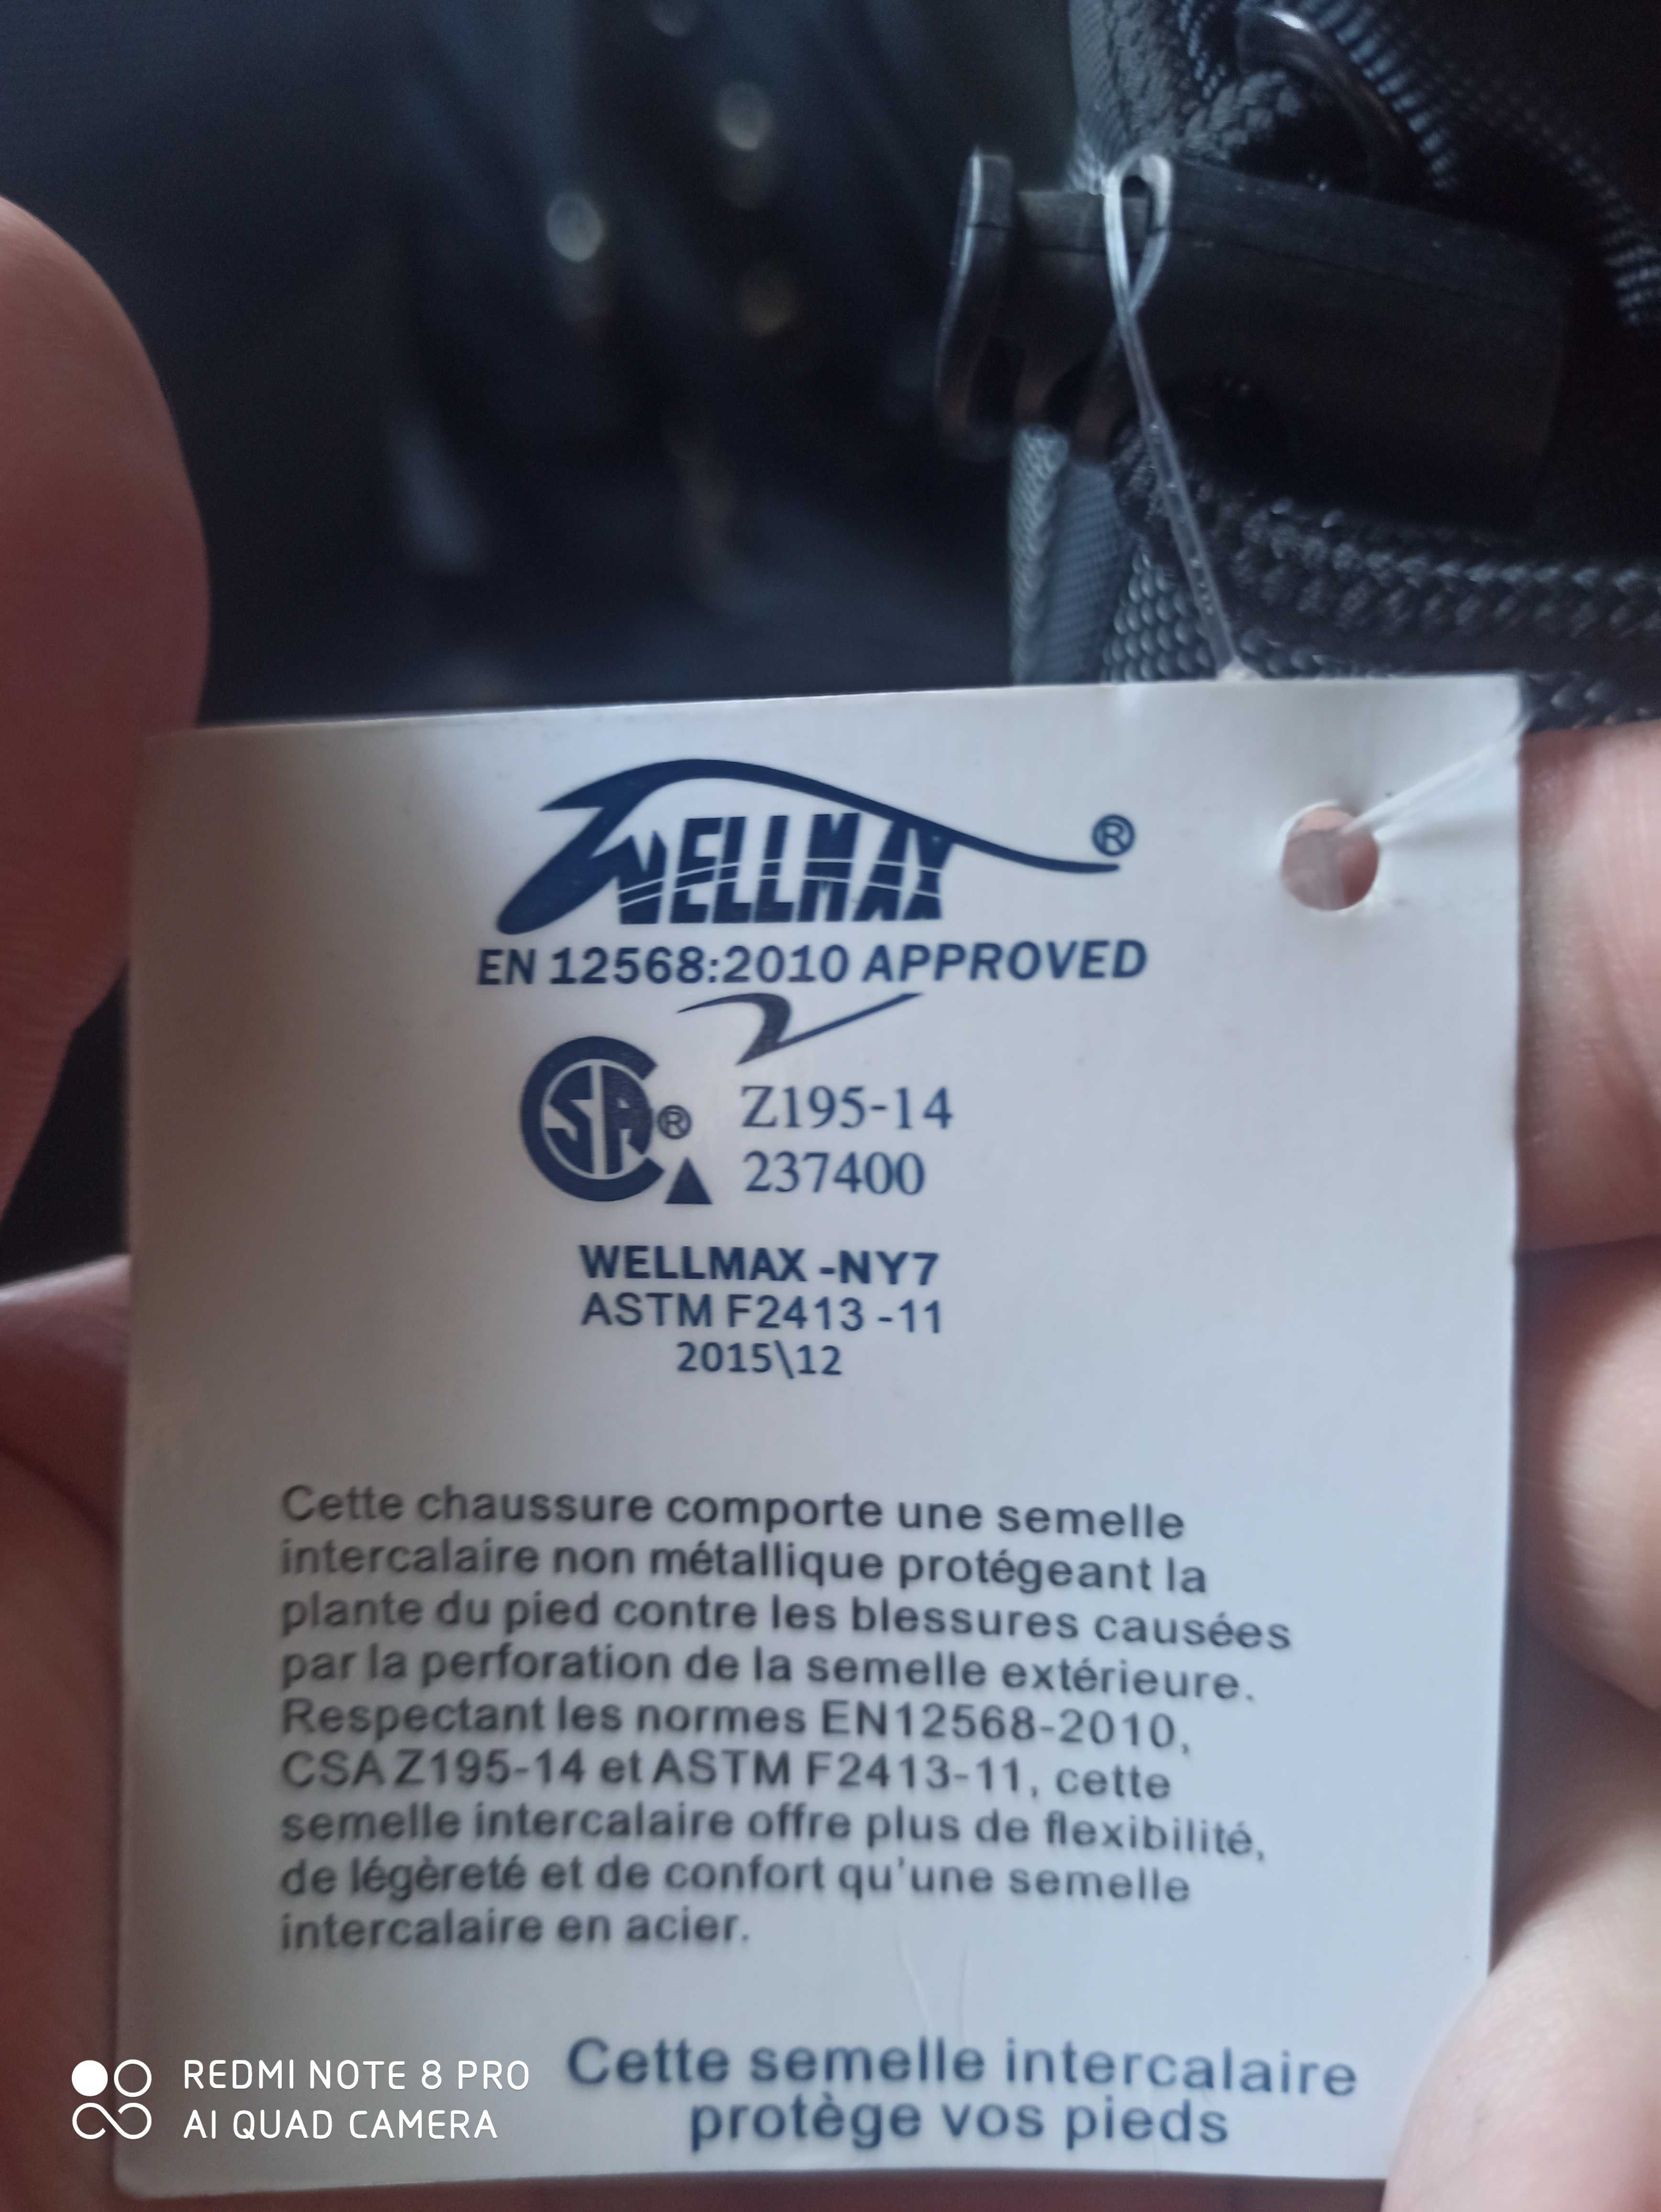 WELLMAX ®
EN 12568:2010 APPROVED
CSA ® Z195-14
237400
WELLMAX -NY7
ASTM F2413 -11
2015\12
Cette chaussure comporte une semelle
intercalaire non métallique protégeant la
plante du pied contre les blessures causées
par la perforation de la semelle extérieure.
Respectant les normes EN12568-2010,
CSA Z195-14 et ASTM F2413-11, cette
semelle intercalaire offre plus de flexibilité,
de légèreté et de confort qu'une semelle
intercalaire en acier.
Cette semelle intercalaire
protège vos pieds
REDMI NOTE 8 PRO
AI QUAD CAMERA